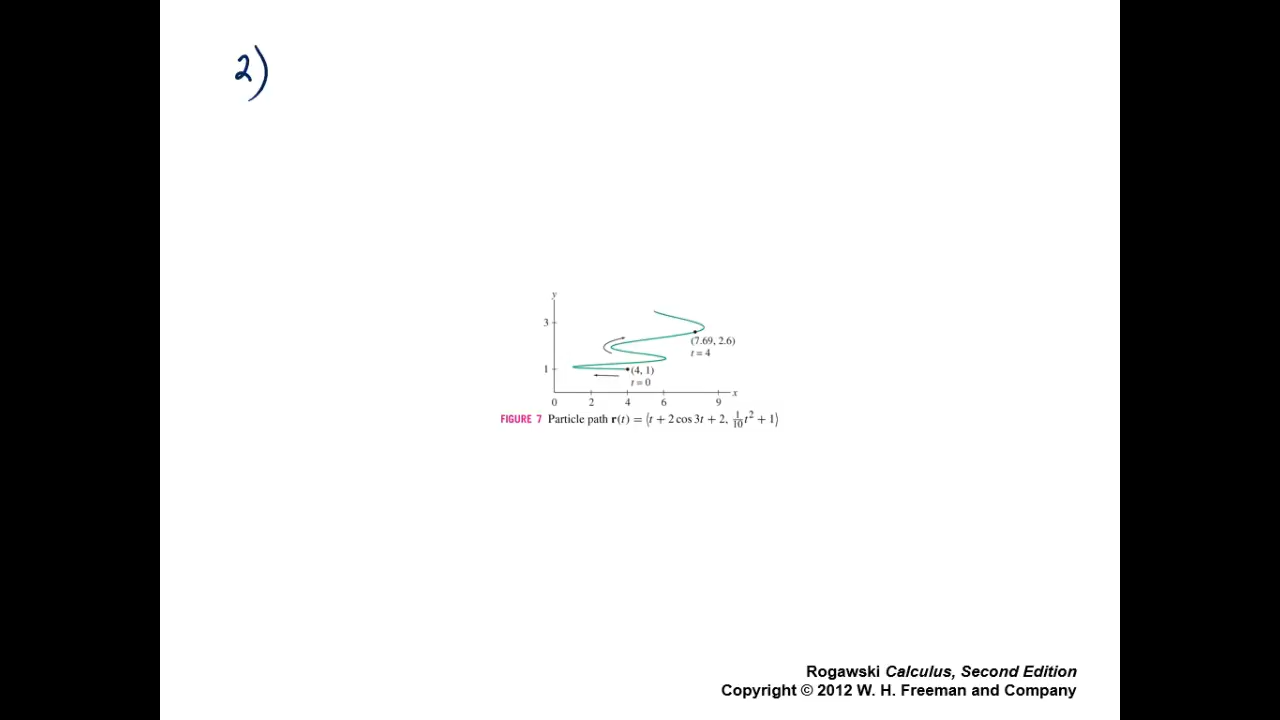 2)
y
3
(7.69, 2.6)
t = 4
1
(4, 1)
t = 0
x
0 2 4 6 9
FIGURE 7 Particle path r(t) = ⟨t + 2 cos 3t + 2, 1/10 t² + 1⟩
Rogawski Calculus, Second Edition
Copyright © 2012 W. H. Freeman and Company